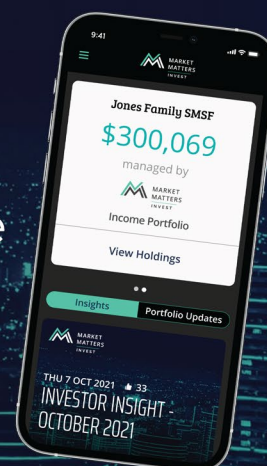 9:41
MARKET
MATTERS
INVEST
Jones Family SMSF
$300,069
managed by
MARKET
MATTERS
INVEST
Income Portfolio
View Holdings
Insights
Portfolio Updates
MARKET
MATTERS
INVEST
THU 7 OCT 2021 33
INVESTOR INSIGHT -
OCTOBER 2021
e